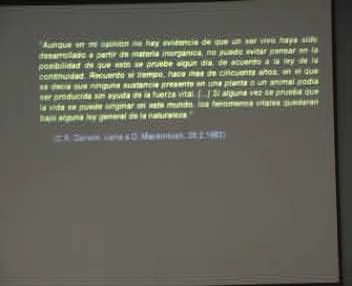 "Aunque en mi opinión no hay evidencia de que un ser vivo haya sido
desarrollado a partir de materia inorgánica, no puedo evitar pensar en la
posibilidad de que esto se pruebe algún día, de acuerdo a la ley de la
continuidad. Recuerdo el tiempo, hace más de cincuenta años, en el que
se decía que ninguna sustancia presente en una planta o un animal podía
ser producida sin ayuda de la fuerza vital. [...] Si alguna vez se prueba que
la vida se puede originar en este mundo, los fenómenos vitales quedarán
bajo alguna ley general de la naturaleza."
(C.R. Darwin, carta a D. Mackintosh, 28.2.1882)